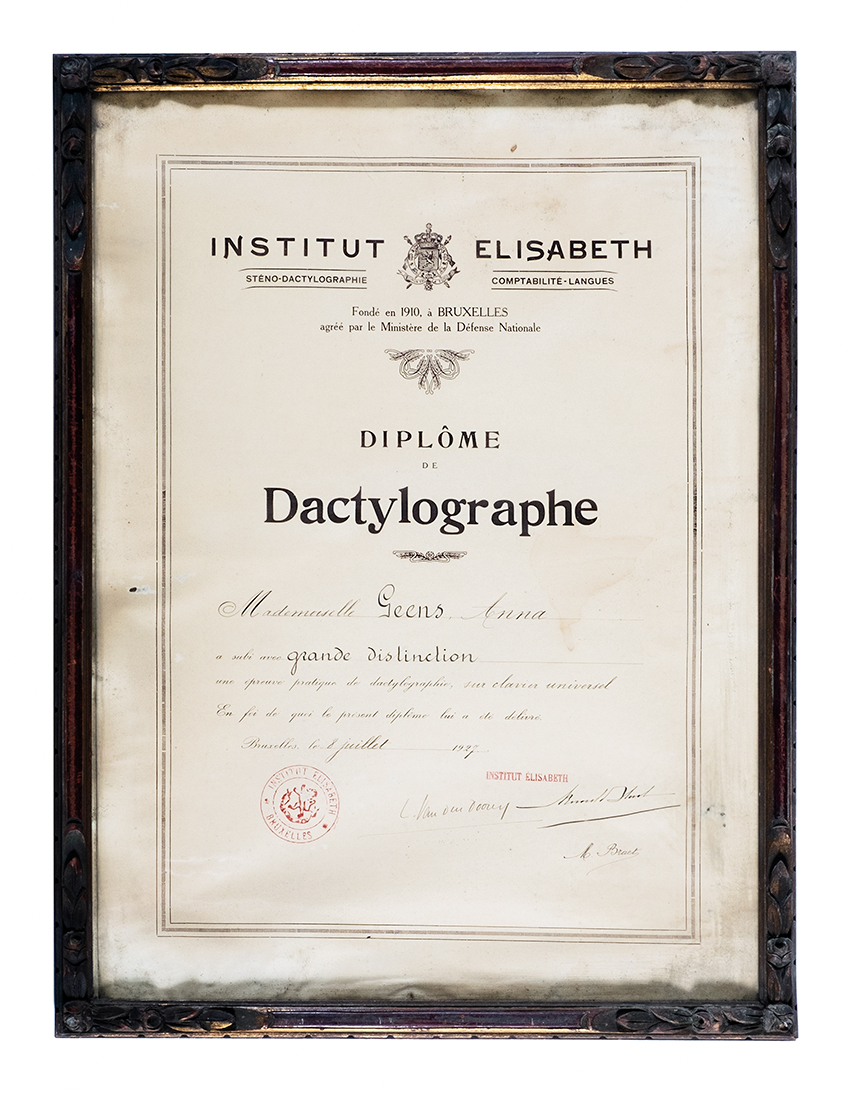 INSTITUT ELISABETH
STÉNO-DACTYLOGRAPHIE COMPTABILITÉ-LANGUES
Fondé en 1910, à BRUXELLES
agréé par le Ministère de la Défense Nationale
DIPLÔME
DE
Dactylographe
Mademoiselle Geens Anna
a subi avec grande distinction
une épreuve pratique de dactylographie, sur clavier universel
En foi de quoi le présent diplôme lui a été délivré
Bruxelles, le 8 juillet 1927
INSTITUT ELISABETH
INSTITUT ELISABETH
BRUXELLES